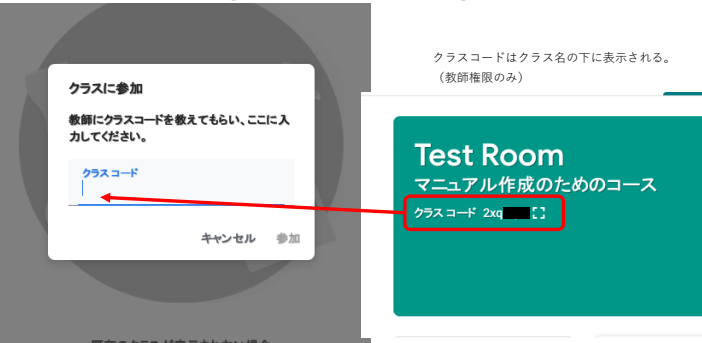 クラスに参加
教師にクラスコードを教えてもらい、ここに入
力してください。
クラス コード
キャンセル 参加
クラスコードはクラス名の下に表示される。
（教師権限のみ）
Test Room
マニュアル作成のためのコース
クラス コード 2xq